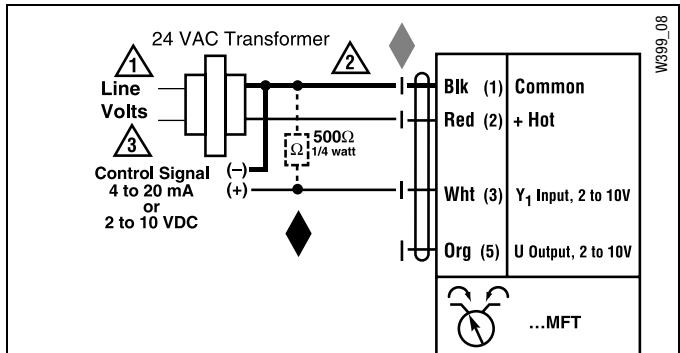 24 VAC Transformer
W399_08
1
2
Line
Volts
3
Blk (1) Common
Red (2) + Hot
500Ω
1/4 watt
Ω
Control Signal
4 to 20 mA
or
2 to 10 VDC
(–)
(+)
Wht (3) Y₁ Input, 2 to 10V
Org (5) U Output, 2 to 10V
...MFT